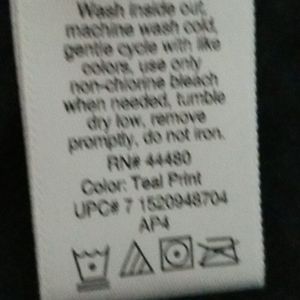 Wash inside out,
machine wash cold,
gentle cycle with like
colors, use only
non-chlorine bleach
when needed, tumble
dry low, remove
promptly, do not iron.
RN# 44480
Color: Teal Print
UPC# 7 1520948704
AP4